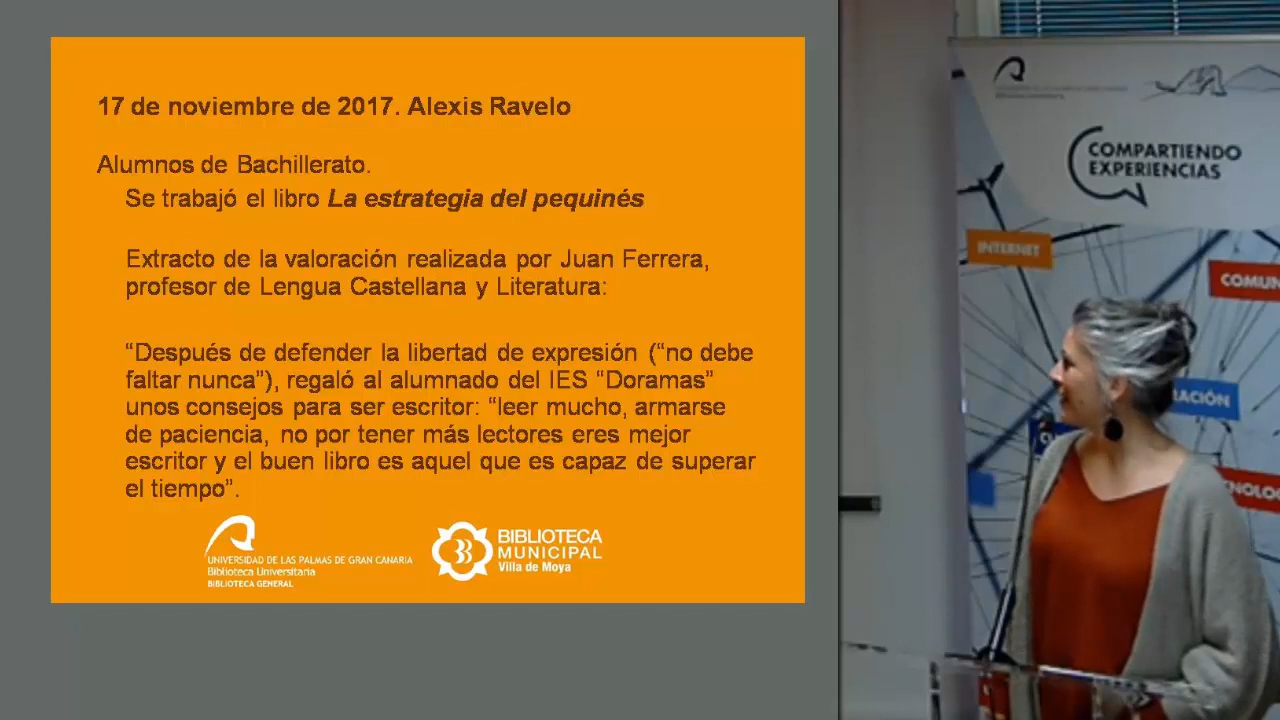 17 de noviembre de 2017. Alexis Ravelo
Alumnos de Bachillerato.
Se trabajó el libro La estrategia del pequinés
Extracto de la valoración realizada por Juan Ferrera,
profesor de Lengua Castellana y Literatura:
“Después de defender la libertad de expresión (“no debe
faltar nunca”), regaló al alumnado del IES “Doramas”
unos consejos para ser escritor: “leer mucho, armarse
de paciencia, no por tener más lectores eres mejor
escritor y el buen libro es aquel que es capaz de superar
el tiempo”.
UNIVERSIDAD DE LAS PALMAS DE GRAN CANARIA
Biblioteca Universitaria
BIBLIOTECA GENERAL
BIBLIOTECA
MUNICIPAL
Villa de Moya
COMPARTIENDO
EXPERIENCIAS
INTERNET
COMUN
RACIÓN
CU
NOLOG